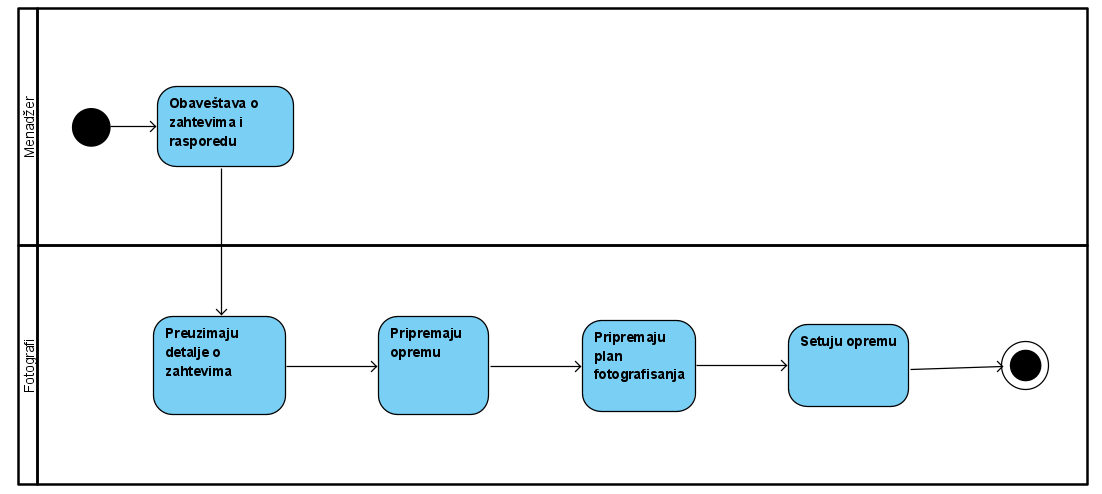 Menadžer
Obaveštava o
zahtevima i
rasporedu
Fotografi
Preuzimaju
detalje o
zahtevima
Pripremaju
opremu
Pripremaju
plan
fotografisanja
Setuju opremu